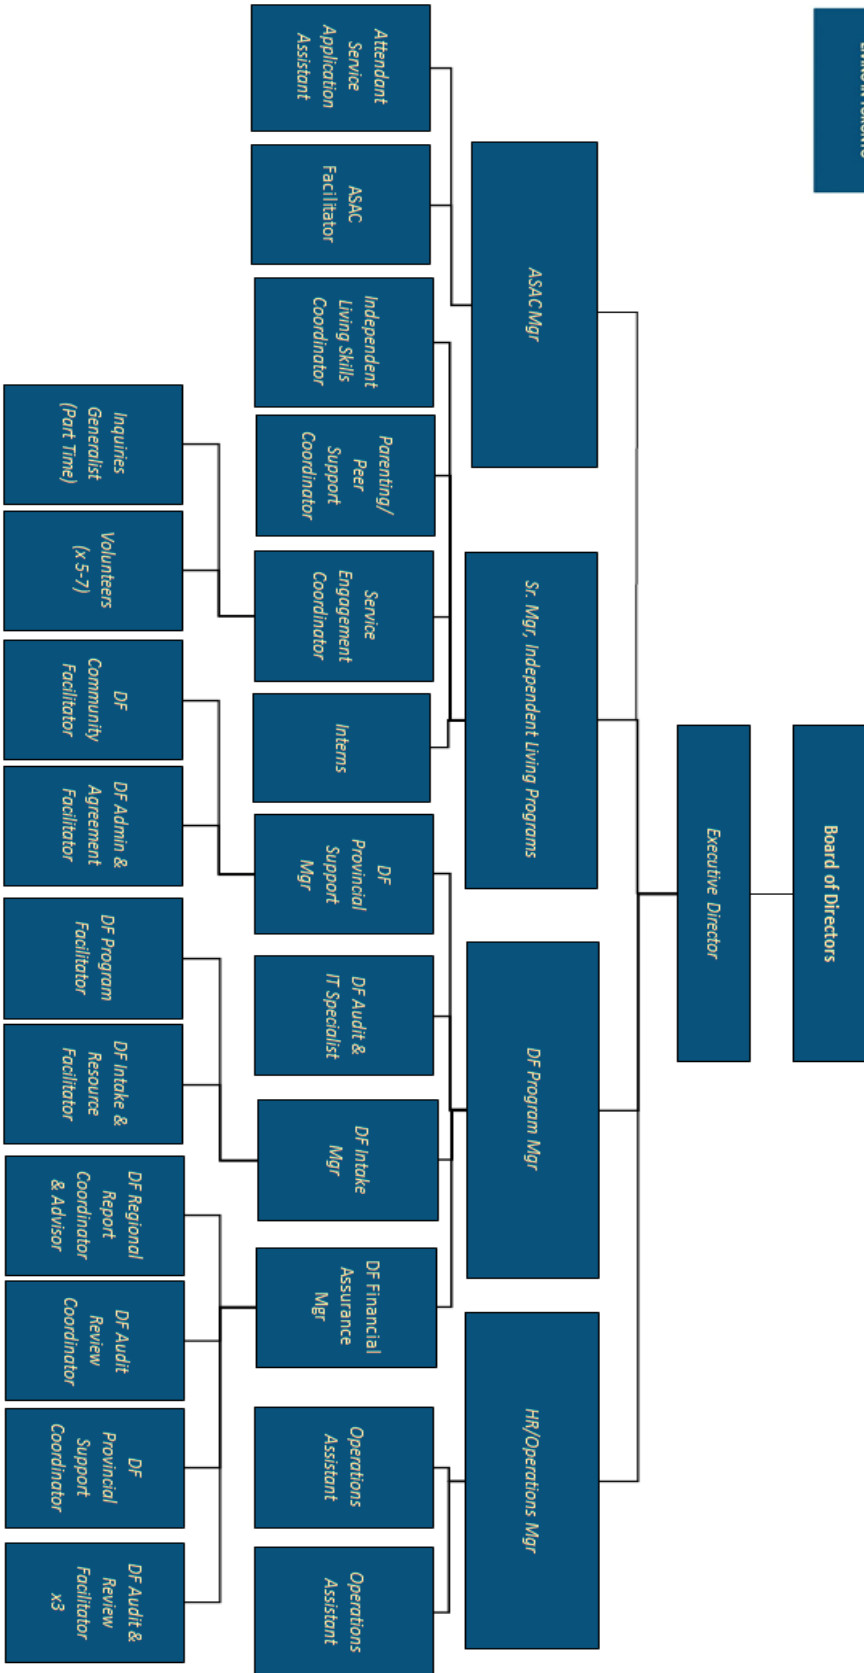 LIVING IN TORONTO
Board of Directors
Executive Director
ASAC Mgr
Sr. Mgr, Independent Living Programs
DF Program Mgr
HR/Operations Mgr
Attendant
Service
Application
Assistant
ASAC
Facilitator
Independent
Living Skills
Coordinator
Parenting/
Peer
Support
Coordinator
Service
Engagement
Coordinator
Interns
DF
Provincial
Support
Mgr
DF Audit &
IT Specialist
DF Intake
Mgr
DF Financial
Assurance
Mgr
Operations
Assistant
Operations
Assistant
Inquiries
Generalist
(Part Time)
Volunteers
(x 5-7)
DF
Community
Facilitator
DF Admin &
Agreement
Facilitator
DF Program
Facilitator
DF Intake &
Resource
Facilitator
DF Regional
Report
Coordinator
& Advisor
DF Audit
Review
Coordinator
DF
Provincial
Support
Coordinator
DF Audit &
Review
Facilitator
x3